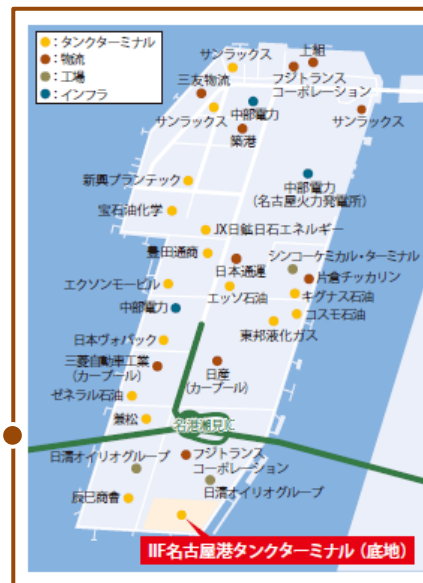 ●：タンクターミナル
●：物流
●：工場
●：インフラ
サンラックス
上組
三友物流
フジトランス
コーポレーション
サンラックス
中部電力
サンラックス
築港
新興プランテック
中部電力
(名古屋火力発電所)
宝石油化学
JX日鉱日石エネルギー
豊田通商
シンコーケミカル・ターミナル
日本通運
片倉チッカリン
エクソンモービル
エッソ石油
キグナス石油
中部電力
コスモ石油
東邦液化ガス
日本ヴォパック
三菱自動車工業
(カープール)
日産
(カープール)
ゼネラル石油
兼松
名港潮見IC
日清オイリオグループ
フジトランス
コーポレーション
日清オイリオグループ
辰巳商會
IIF名古屋港タンクターミナル（底地）